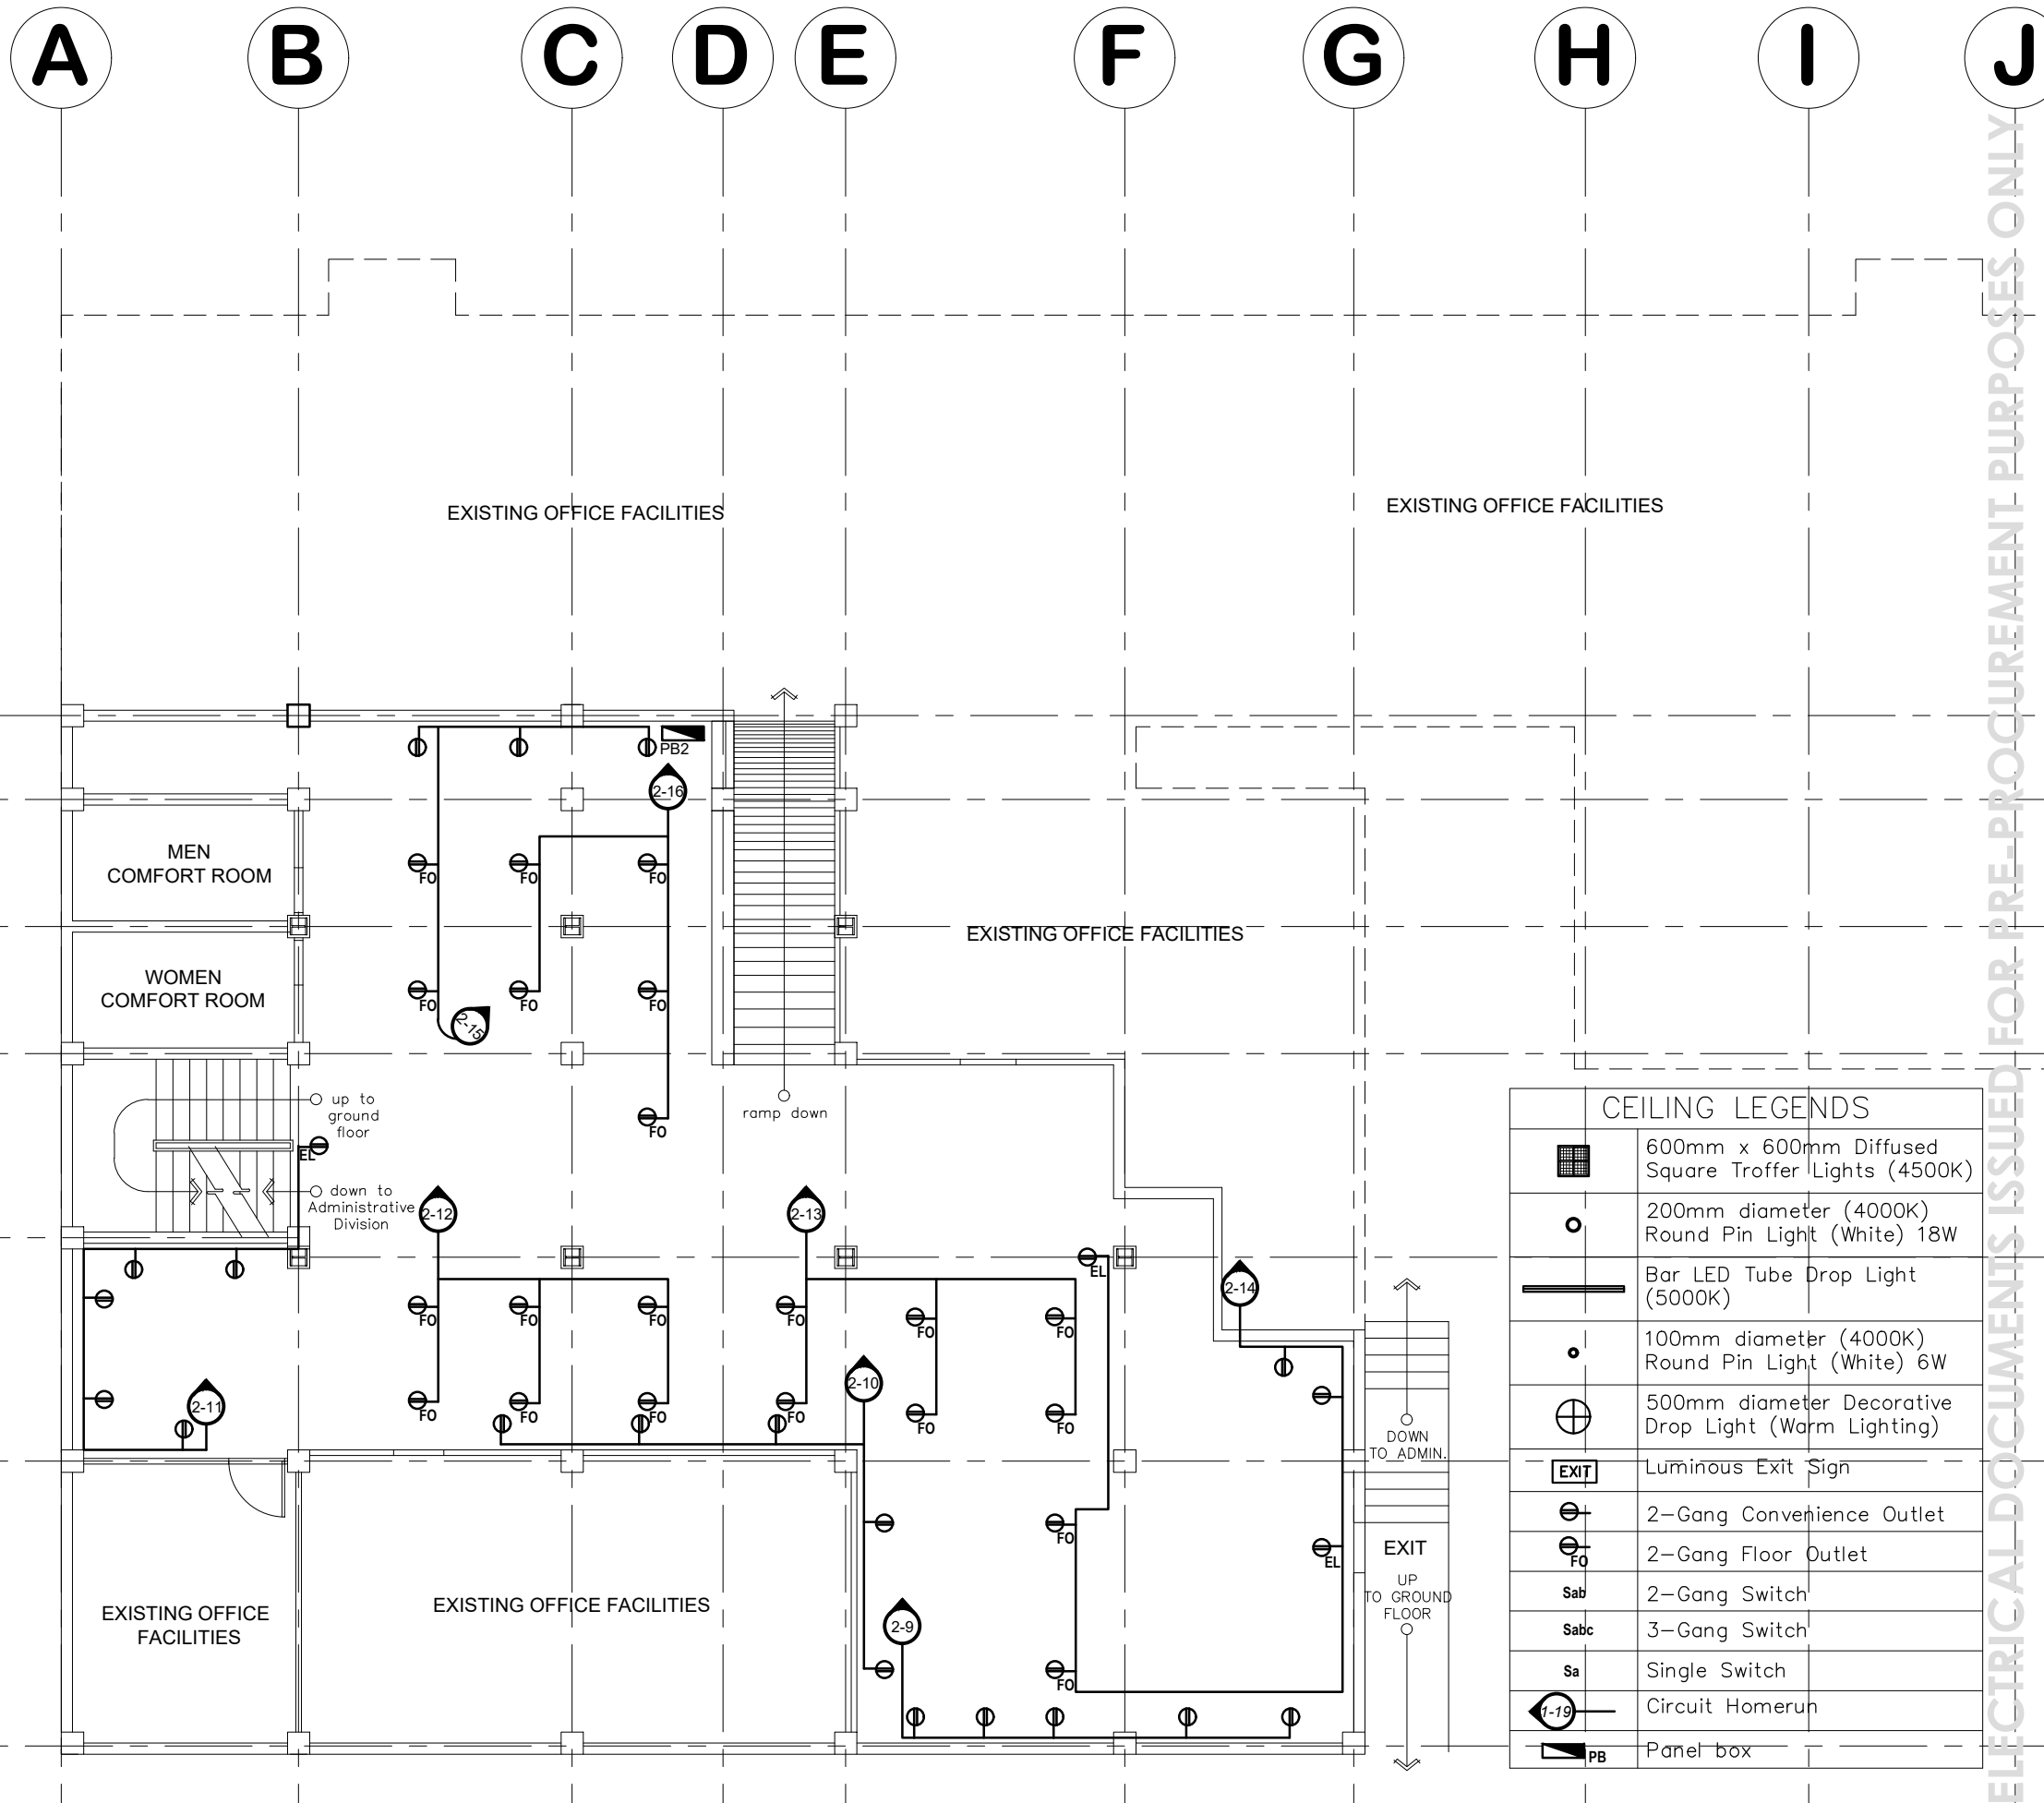 A B C D E F G H I J
EXISTING OFFICE FACILITIES
EXISTING OFFICE FACILITIES
PB2
2-16
MEN
COMFORT ROOM
FO FO FO
EXISTING OFFICE FACILITIES
WOMEN
COMFORT ROOM
FO FO FO
2-15
up to
ground
floor
ramp down
FO
EL
down to
Administrative
Division
2-12
2-13
EL
2-14
FO FO FO FO FO FO
2-10
2-11
FO FO FO FO FO FO
DOWN
TO ADMIN.
FO
EL
EXIT
UP
TO GROUND
FLOOR
EXISTING OFFICE
FACILITIES
EXISTING OFFICE FACILITIES
2-9
FO
CEILING LEGENDS
600mm x 600mm Diffused
Square Troffer Lights (4500K)
200mm diameter (4000K)
Round Pin Light (White) 18W
Bar LED Tube Drop Light
(5000K)
100mm diameter (4000K)
Round Pin Light (White) 6W
500mm diameter Decorative
Drop Light (Warm Lighting)
EXIT Luminous Exit Sign
2-Gang Convenience Outlet
FO 2-Gang Floor Outlet
Sab 2-Gang Switch
Sabc 3-Gang Switch
Sa Single Switch
1-19 Circuit Homerun
PB Panel box
ELECTRICAL DOCUMENTS ISSUED FOR PRE-PROCUREMENT PURPOSES ONLY